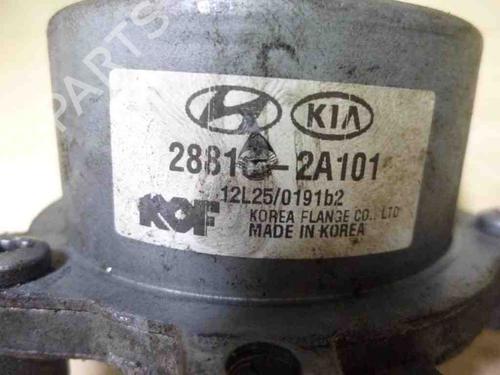 PARTS
KIA
2881 -2A101
12L25/0191b2
KOF
KOREA FLANGE CO., LTD
MADE IN KOREA